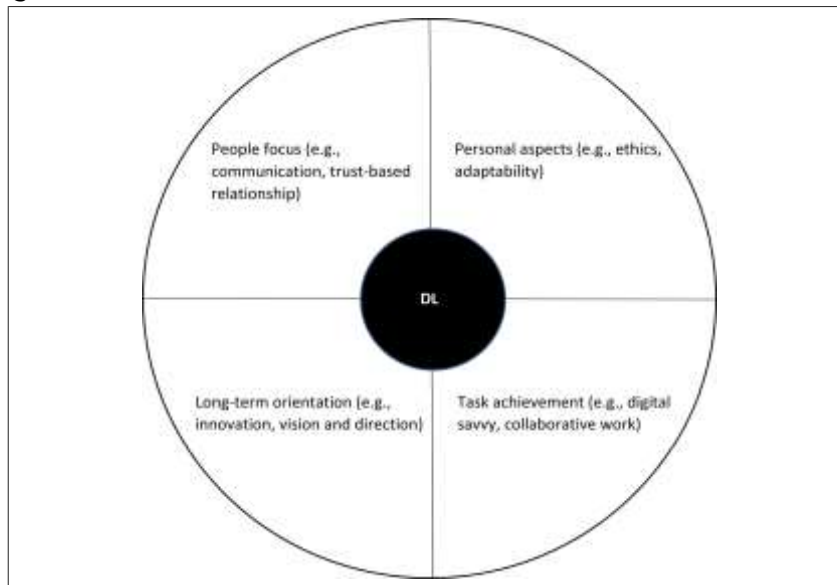 People focus (e.g.,
communication, trust-based
relationship)
Personal aspects (e.g., ethics,
adaptability)
DL
Long-term orientation (e.g.,
innovation, vision and direction)
Task achievement (e.g., digital
savvy, collaborative work)